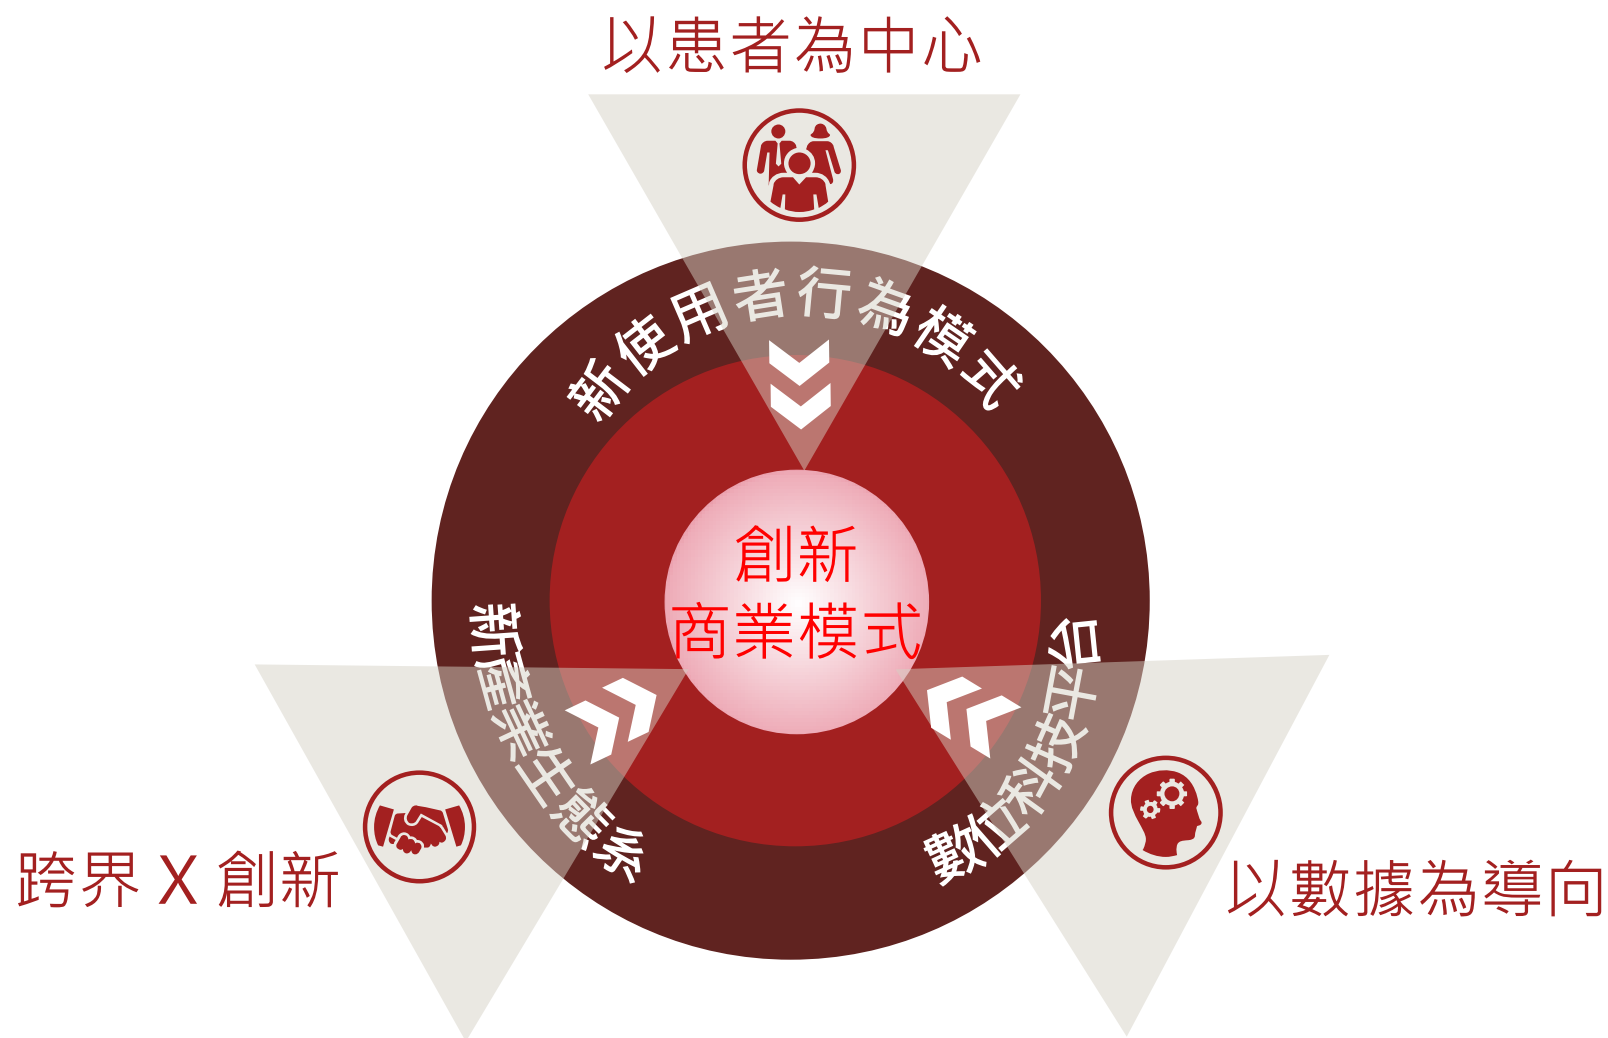 以患者為中心
新使用者行為模式
創新
商業模式
新產業生態系
數位科技平台
跨界 X 創新
以數據為導向